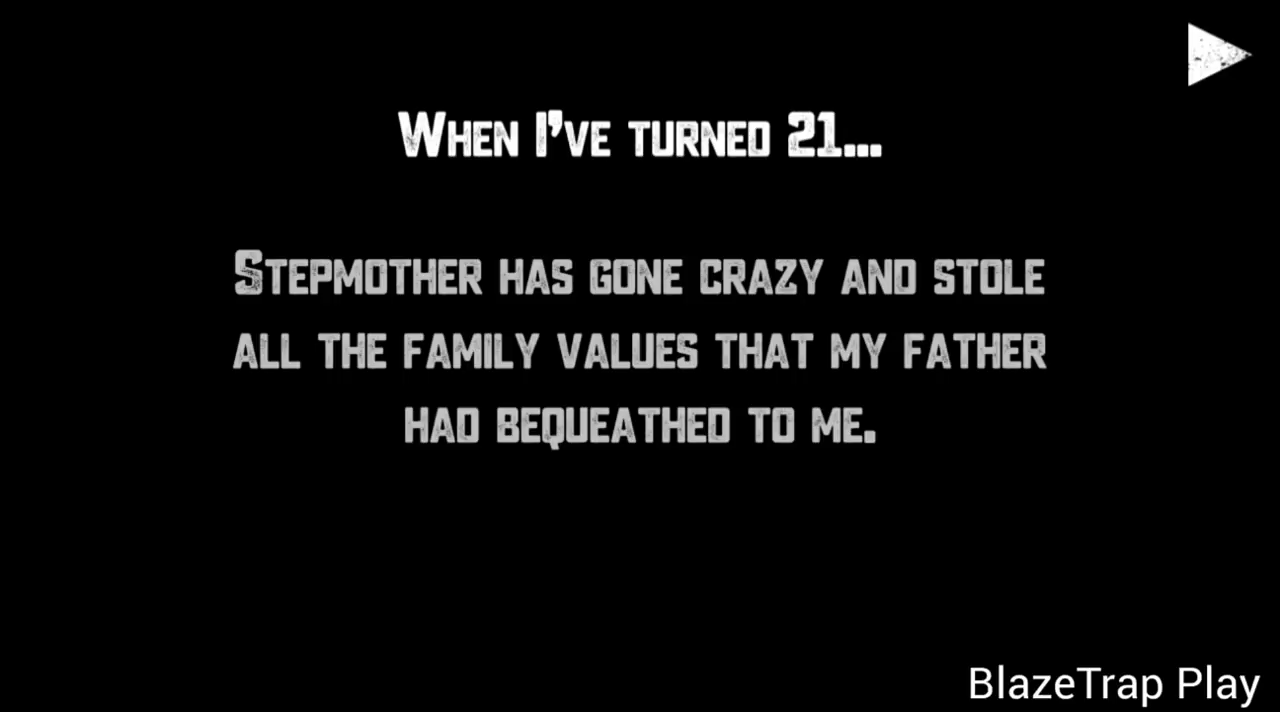 When I've turned 21...
Stepmother has gone crazy and stole
all the family values that my father
had bequeathed to me.
BlazeTrap Play